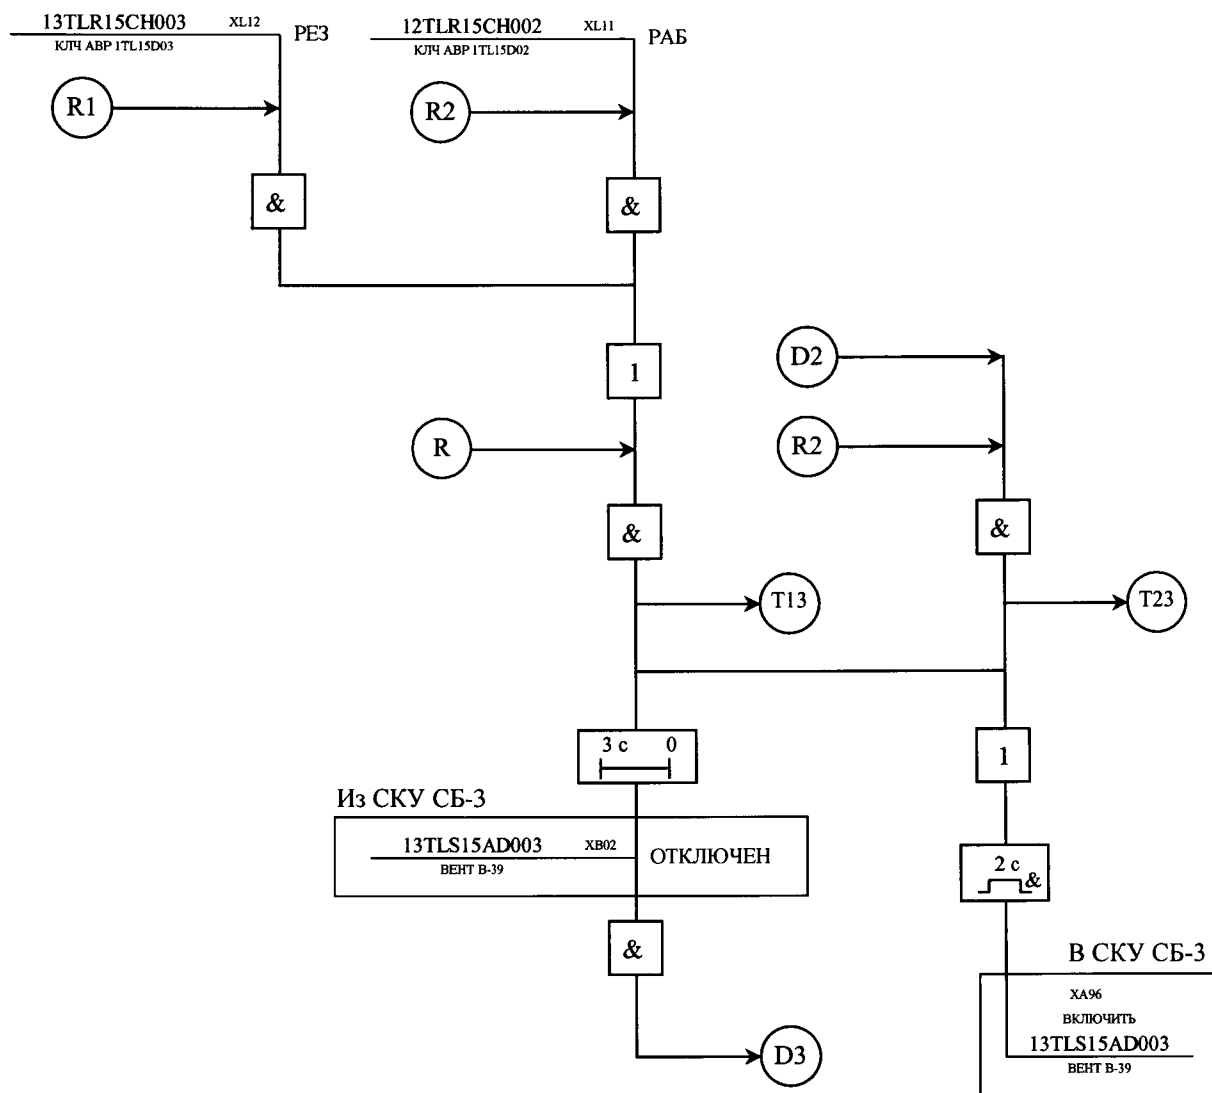 13TLR15CH003 XL12 РЕЗ
КЛЧ АВР 1TL15D03
12TLR15CH002 XL11 РАБ
КЛЧ АВР 1TL15D02
R1
R2
&
&
1
D2
R
R2
&
&
T13
T23
3 с 0
1
Из СКУ СБ-3
13TLS15AD003 XB02 ОТКЛЮЧЕН
ВЕНТ В-39
2 с
&
&
В СКУ СБ-3
XA96
ВКЛЮЧИТЬ
13TLS15AD003
ВЕНТ В-39
D3